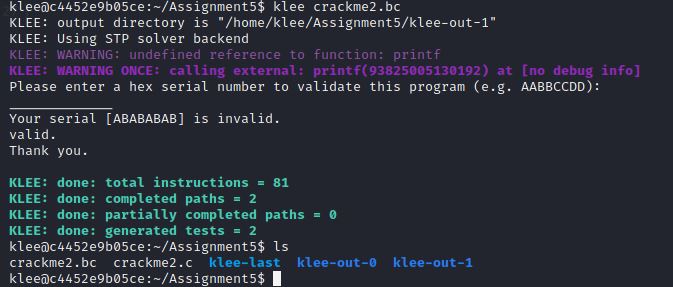 klee@c4452e9b05ce:~/Assignment5$ klee crackme2.bc
KLEE: output directory is "/home/klee/Assignment5/klee-out-1"
KLEE: Using STP solver backend
KLEE: WARNING: undefined reference to function: printf
KLEE: WARNING ONCE: calling external: printf(93825005130192) at [no debug info]
Please enter a hex serial number to validate this program (e.g. AABBCCDD):
______________
Your serial [ABABABAB] is invalid.
valid.
Thank you.
KLEE: done: total instructions = 81
KLEE: done: completed paths = 2
KLEE: done: partially completed paths = 0
KLEE: done: generated tests = 2
klee@c4452e9b05ce:~/Assignment5$ ls
crackme2.bc  crackme2.c  klee-last  klee-out-0  klee-out-1
klee@c4452e9b05ce:~/Assignment5$